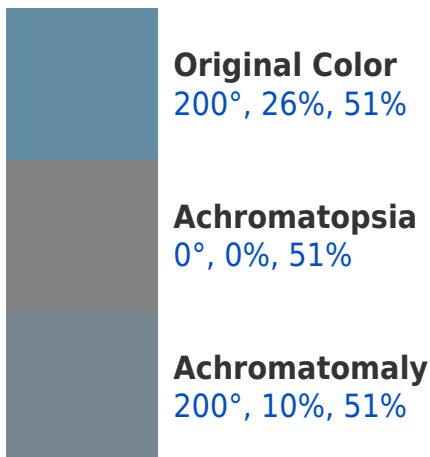 Original Color
200°, 26%, 51%
Achromatopsia
0°, 0%, 51%
Achromatomaly
200°, 10%, 51%